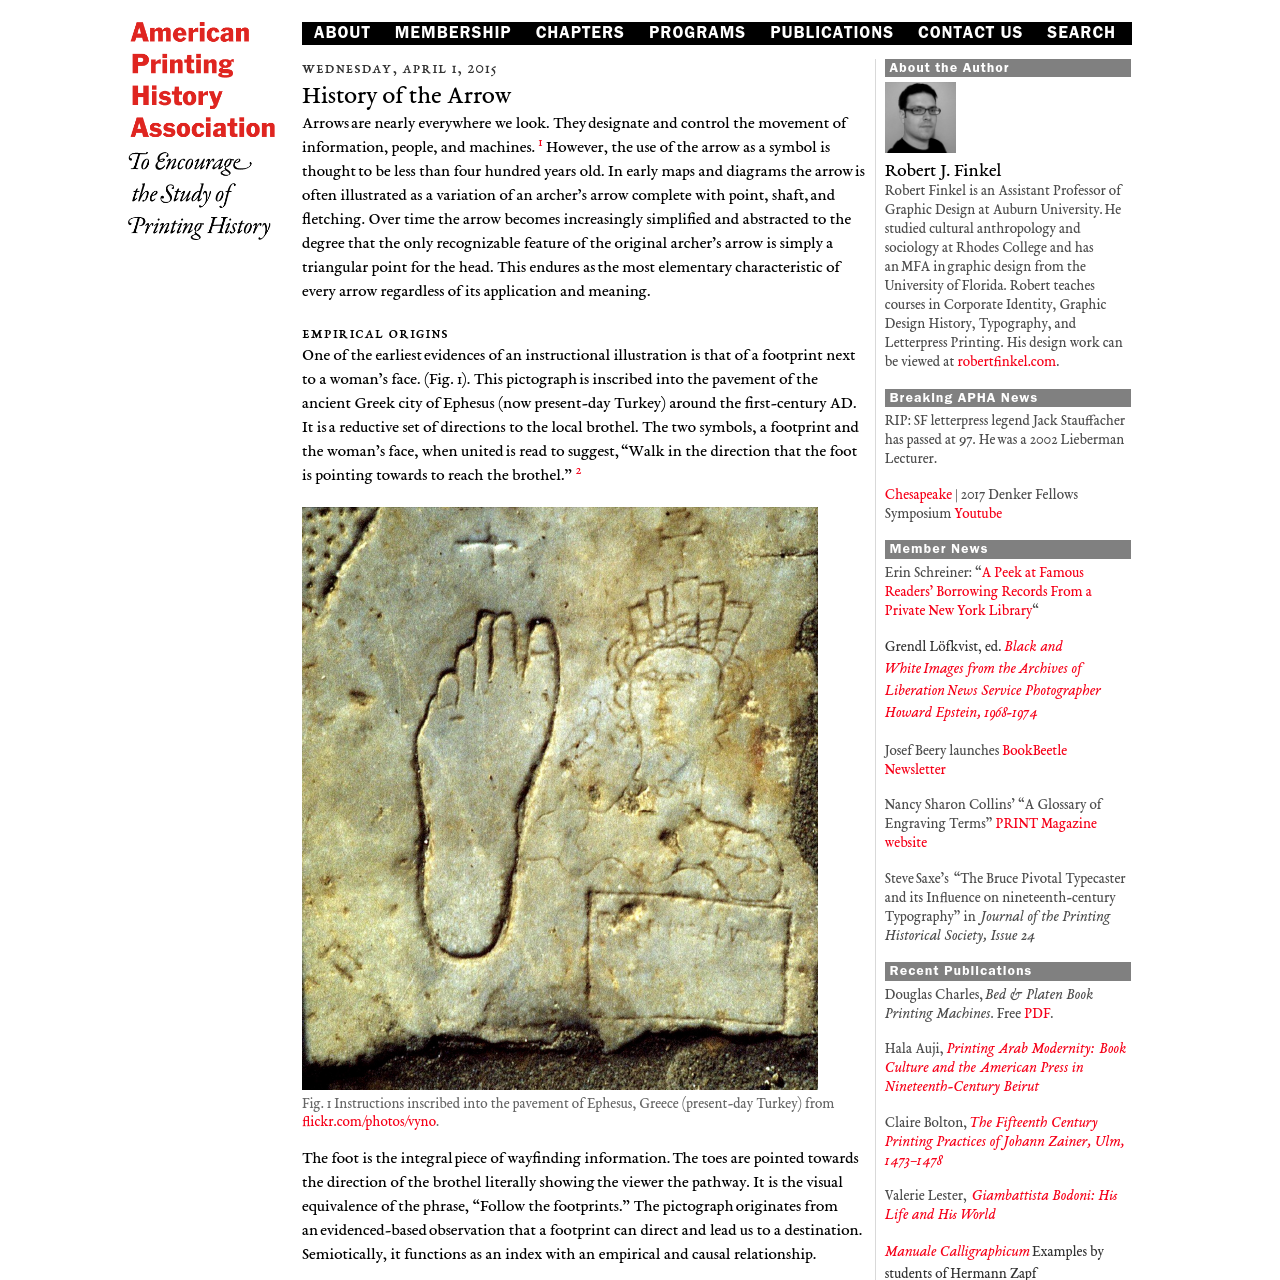 American
Printing
History
Association
To Encourage
the Study of
Printing History
ABOUT MEMBERSHIP CHAPTERS PROGRAMS PUBLICATIONS CONTACT US SEARCH
WEDNESDAY, APRIL 1, 2015
History of the Arrow
Arrows are nearly everywhere we look. They designate and control the movement of
information, people, and machines. 1 However, the use of the arrow as a symbol is
thought to be less than four hundred years old. In early maps and diagrams the arrow is
often illustrated as a variation of an archer’s arrow complete with point, shaft, and
fletching. Over time the arrow becomes increasingly simplified and abstracted to the
degree that the only recognizable feature of the original archer’s arrow is simply a
triangular point for the head. This endures as the most elementary characteristic of
every arrow regardless of its application and meaning.
EMPIRICAL ORIGINS
One of the earliest evidences of an instructional illustration is that of a footprint next
to a woman’s face. (Fig. 1). This pictograph is inscribed into the pavement of the
ancient Greek city of Ephesus (now present-day Turkey) around the first-century AD.
It is a reductive set of directions to the local brothel. The two symbols, a footprint and
the woman’s face, when united is read to suggest, “Walk in the direction that the foot
is pointing towards to reach the brothel.” 2
Fig. 1 Instructions inscribed into the pavement of Ephesus, Greece (present-day Turkey) from
flickr.com/photos/vyno.
The foot is the integral piece of wayfinding information. The toes are pointed towards
the direction of the brothel literally showing the viewer the pathway. It is the visual
equivalence of the phrase, “Follow the footprints.” The pictograph originates from
an evidenced-based observation that a footprint can direct and lead us to a destination.
Semiotically, it functions as an index with an empirical and causal relationship.
About the Author
Robert J. Finkel
Robert Finkel is an Assistant Professor of
Graphic Design at Auburn University. He
studied cultural anthropology and
sociology at Rhodes College and has
an MFA in graphic design from the
University of Florida. Robert teaches
courses in Corporate Identity, Graphic
Design History, Typography, and
Letterpress Printing. His design work can
be viewed at robertfinkel.com.
Breaking APHA News
RIP: SF letterpress legend Jack Stauffacher
has passed at 97. He was a 2002 Lieberman
Lecturer.
Chesapeake | 2017 Denker Fellows
Symposium Youtube
Member News
Erin Schreiner: “A Peek at Famous
Readers’ Borrowing Records From a
Private New York Library“
Grendl Löfkvist, ed. Black and
White Images from the Archives of
Liberation News Service Photographer
Howard Epstein, 1968-1974
Josef Beery launches BookBeetle
Newsletter
Nancy Sharon Collins’ “A Glossary of
Engraving Terms” PRINT Magazine
website
Steve Saxe’s “The Bruce Pivotal Typecaster
and its Influence on nineteenth-century
Typography” in Journal of the Printing
Historical Society, Issue 24
Recent Publications
Douglas Charles, Bed & Platen Book
Printing Machines. Free PDF.
Hala Auji, Printing Arab Modernity: Book
Culture and the American Press in
Nineteenth-Century Beirut
Claire Bolton, The Fifteenth Century
Printing Practices of Johann Zainer, Ulm,
1473–1478
Valerie Lester, Giambattista Bodoni: His
Life and His World
Manuale Calligraphicum Examples by
students of Hermann Zapf